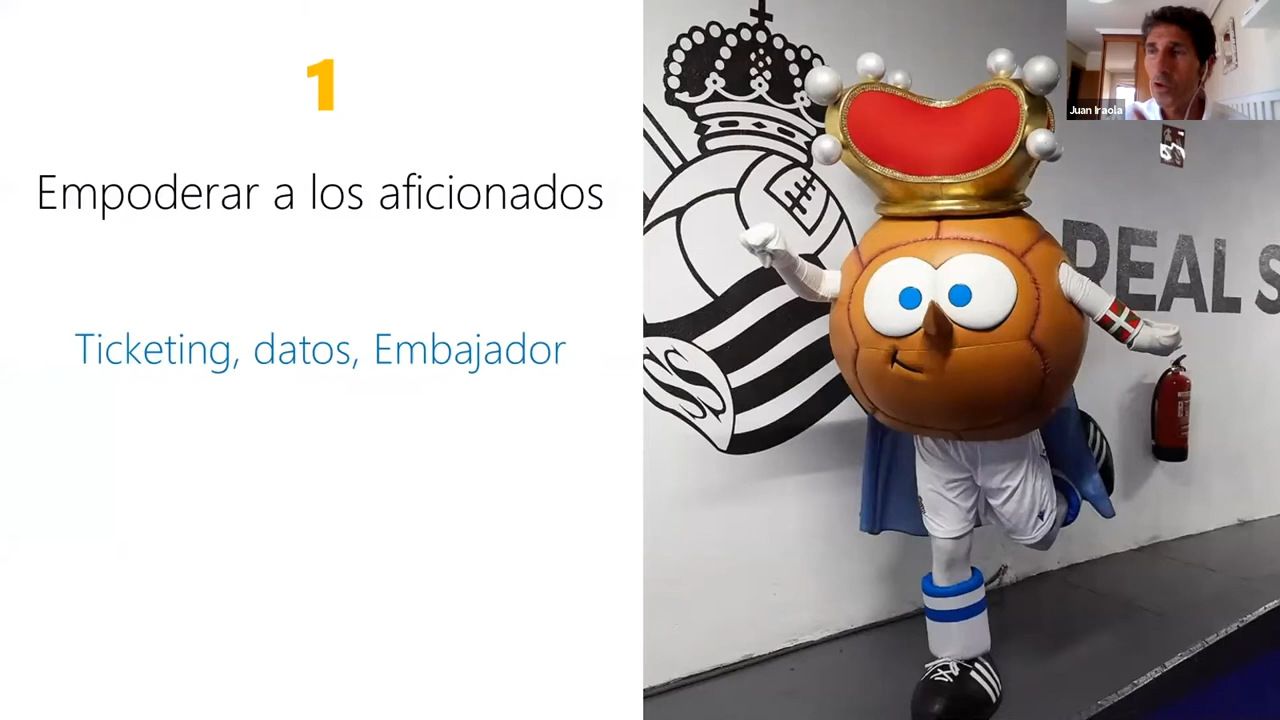 1
Empoderar a los aficionados
Ticketing, datos, Embajador
Juan Iraola
REAL S